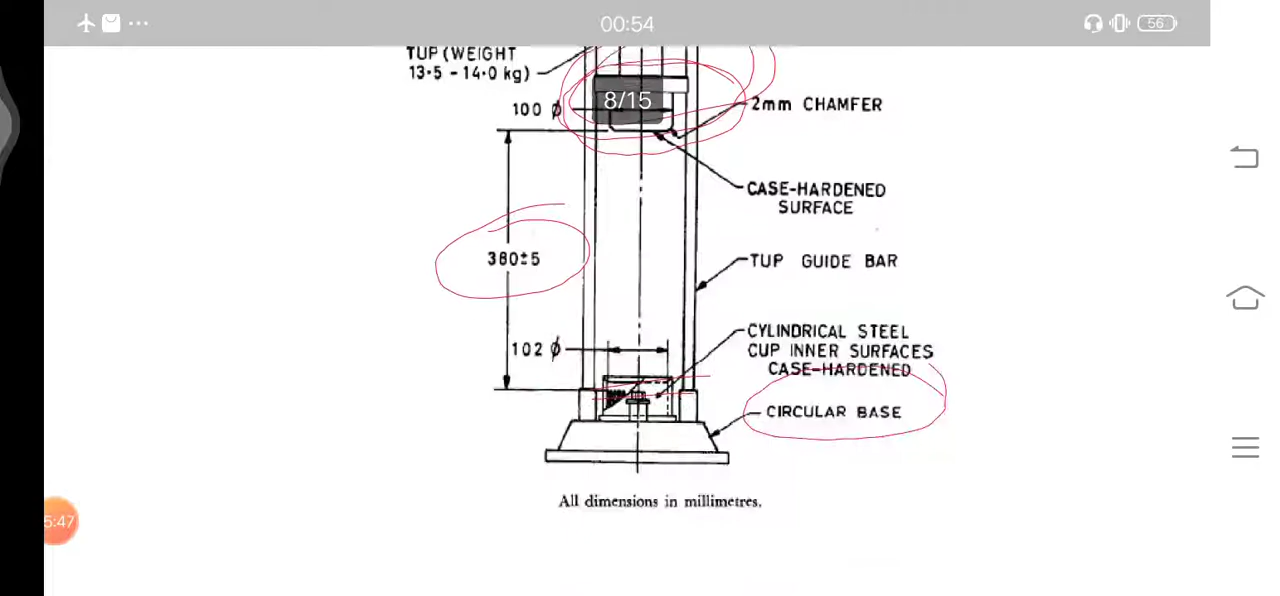 00:54
56
TUP (WEIGHT
13·5 - 14·0 kg)
8/15
100 ϕ
2mm CHAMFER
CASE-HARDENED
SURFACE
380±5
TUP GUIDE BAR
CYLINDRICAL STEEL
CUP INNER SURFACES
CASE-HARDENED
102 ϕ
CIRCULAR BASE
All dimensions in millimetres.
5:47